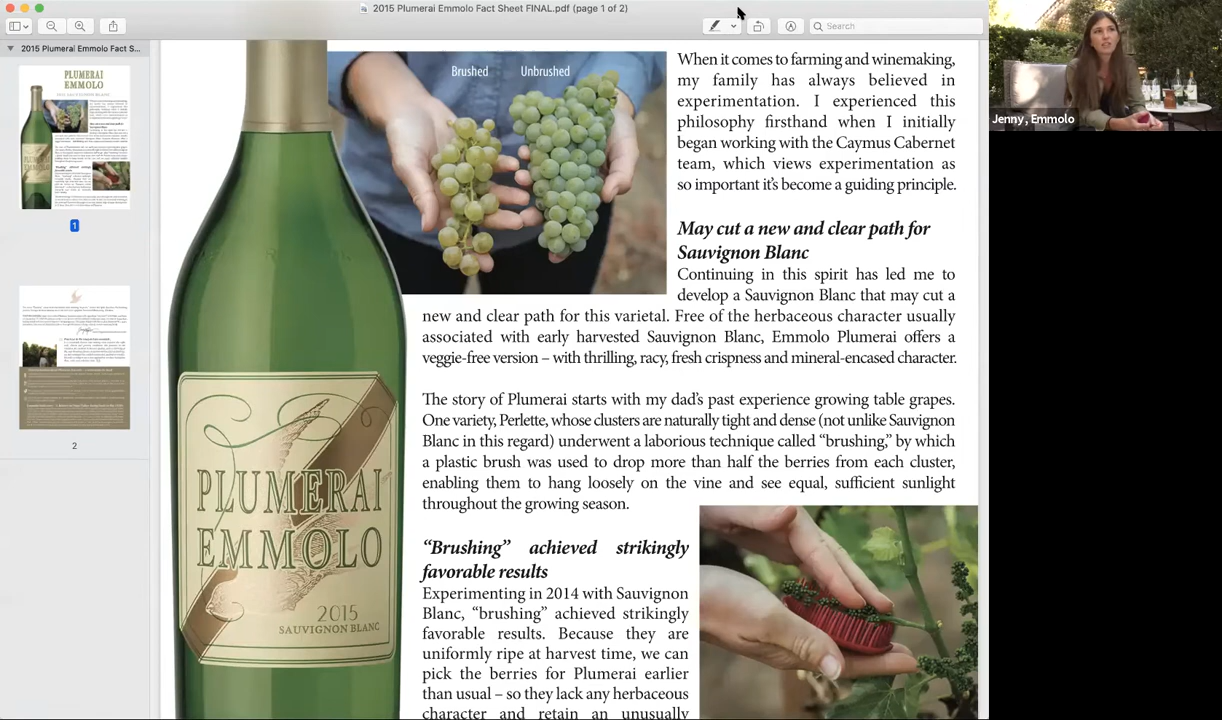 2015 Plumerai Emmolo Fact Sheet FINAL.pdf (page 1 of 2)
Search
2015 Plumerai Emmolo Fact S...
PLUMERAI
EMMOLO
1
2
Brushed Unbrushed
When it comes to farming and winemaking,
my family has always believed in
experimentation. I experienced this
philosophy firsthand when I initially
began working with the Caymus Cabernet
team, which views experimentation as
so important it's become a guiding principle.
May cut a new and clear path for
Sauvignon Blanc
Continuing in this spirit has led me to
develop a Sauvignon Blanc that may cut a
new and clear path for this varietal. Free of the herbaceous character usually
associated with early harvested Sauvignon Blanc, Emmolo Plumerai offers a
veggie-free version – with thrilling, racy, fresh crispness and mineral-encased character.
The story of Plumerai starts with my dad's past experience growing table grapes.
One variety, Perlette, whose clusters are naturally tight and dense (not unlike Sauvignon
Blanc in this regard) underwent a laborious technique called "brushing," by which
a plastic brush was used to drop more than half the berries from each cluster,
enabling them to hang loosely on the vine and see equal, sufficient sunlight
throughout the growing season.
"Brushing" achieved strikingly
favorable results
Experimenting in 2014 with Sauvignon
Blanc, "brushing" achieved strikingly
favorable results. Because they are
uniformly ripe at harvest time, we can
pick the berries for Plumerai earlier
than usual – so they lack any herbaceous
character and retain an unusually
PLUMERAI
EMMOLO
2015
SAUVIGNON BLANC
Jenny, Emmolo